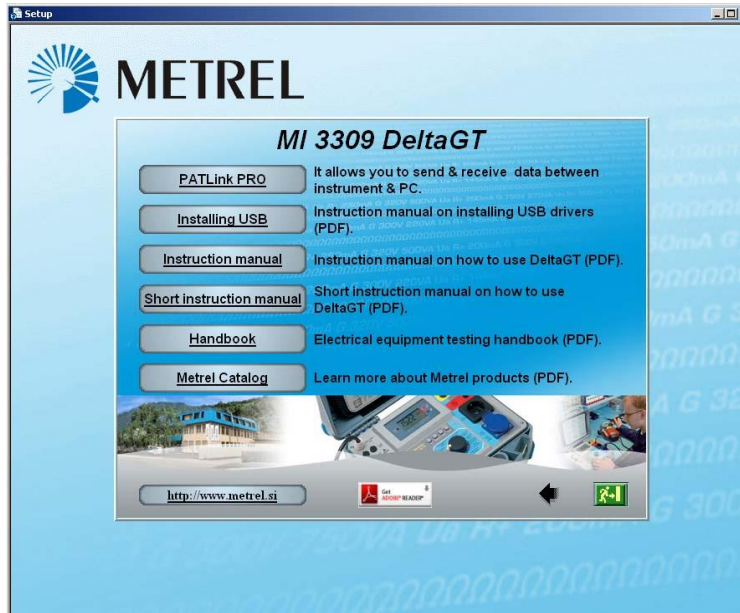 Setup
METREL
MI 3309 DeltaGT
PATLink PRO
It allows you to send & receive data between
instrument & PC.
Installing USB
Instruction manual on installing USB drivers
(PDF).
Instruction manual
Instruction manual on how to use DeltaGT (PDF).
Short instruction manual
Short instruction manual on how to use
DeltaGT (PDF).
Handbook
Electrical equipment testing handbook (PDF).
Metrel Catalog
Learn more about Metrel products (PDF).
http://www.metrel.si
Get
ADOBE® READER®